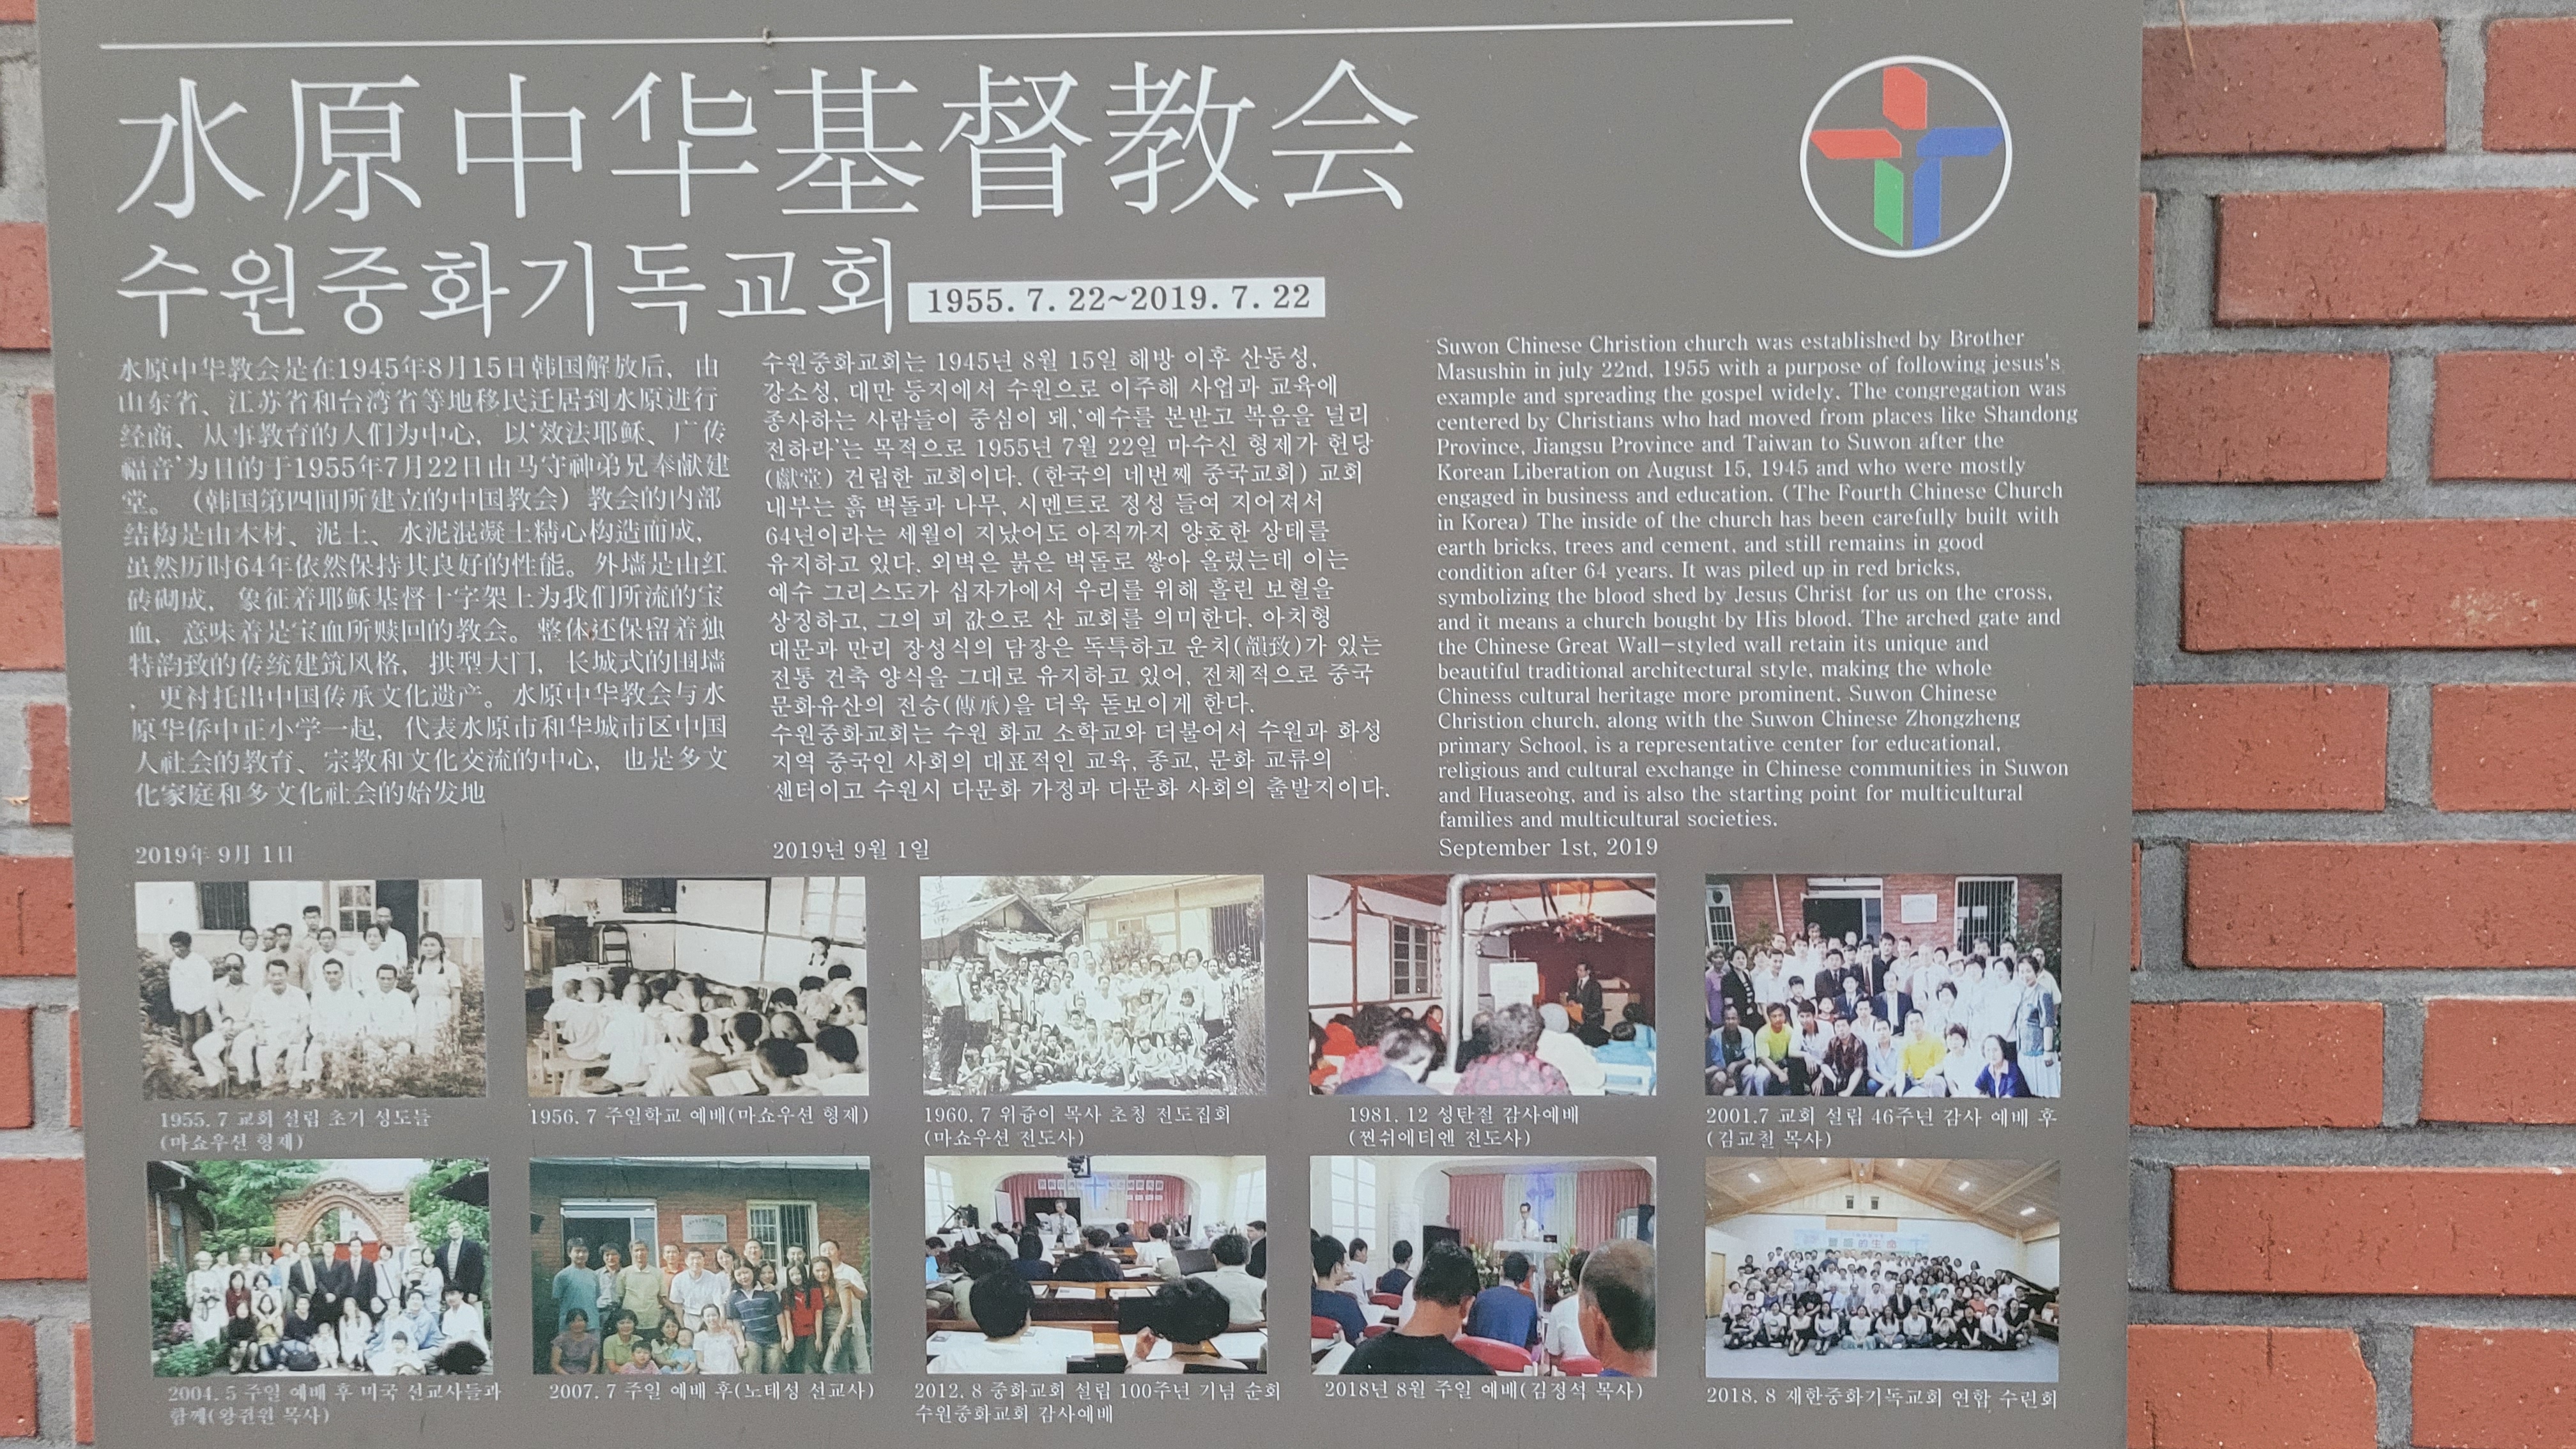 水原中华基督教会
수원중화기독교회
1955. 7. 22~2019. 7. 22
水原中华教会是在1945年8月15日韩国解放后，由
山东省、江苏省和台湾省等地移民迁居到水原进行
经商、从事教育的人们为中心，以'效法耶稣、广传
福音'为目的于1955年7月22日由马守神弟兄奉献建
堂。（韩国第四间所建立的中国教会）教会的内部
结构是由木材、泥土、水泥混凝土精心构造而成，
虽然历时64年依然保持其良好的性能。外墙是由红
砖砌成，象征着耶稣基督十字架上为我们所流的宝
血，意味着是宝血所赎回的教会。整体还保留着独
特韵致的传统建筑风格，拱型大门，长城式的围墙
，更衬托出中国传承文化遗产。水原中华教会与水
原华侨中正小学一起，代表水原市和华城市区中国
人社会的教育、宗教和文化交流的中心，也是多文
化家庭和多文化社会的始发地
2019年 9月 1日
수원중화교회는 1945년 8월 15일 해방 이후 산동성,
강소성, 대만 등지에서 수원으로 이주해 사업과 교육에
종사하는 사람들이 중심이 돼, '예수를 본받고 복음을 널리
전하라'는 목적으로 1955년 7월 22일 마수신 형제가 헌당
(獻堂) 건립한 교회이다. (한국의 네번째 중국교회) 교회
내부는 흙 벽돌과 나무, 시멘트로 정성 들여 지어져서
64년이라는 세월이 지났어도 아직까지 양호한 상태를
유지하고 있다. 외벽은 붉은 벽돌로 쌓아 올렸는데 이는
예수 그리스도가 십자가에서 우리를 위해 흘린 보혈을
상징하고, 그의 피 값으로 산 교회를 의미한다. 아치형
대문과 만리 장성식의 담장은 독특하고 운치(韻致)가 있는
전통 건축 양식을 그대로 유지하고 있어, 전체적으로 중국
문화유산의 전승(傳承)을 더욱 돋보이게 한다.
수원중화교회는 수원 화교 소학교와 더불어서 수원과 화성
지역 중국인 사회의 대표적인 교육, 종교, 문화 교류의
센터이고 수원시 다문화 가정과 다문화 사회의 출발지이다.
2019년 9월 1일
Suwon Chinese Christion church was established by Brother
Masushin in july 22nd, 1955 with a purpose of following jesus's
example and spreading the gospel widely. The congregation was
centered by Christians who had moved from places like Shandong
Province, Jiangsu Province and Taiwan to Suwon after the
Korean Liberation on August 15, 1945 and who were mostly
engaged in business and education. (The Fourth Chinese Church
in Korea) The inside of the church has been carefully built with
earth bricks, trees and cement, and still remains in good
condition after 64 years. It was piled up in red bricks,
symbolizing the blood shed by Jesus Christ for us on the cross,
and it means a church bought by His blood. The arched gate and
the Chinese Great Wall-styled wall retain its unique and
beautiful traditional architectural style, making the whole
Chiness cultural heritage more prominent. Suwon Chinese
Christion church, along with the Suwon Chinese Zhongzheng
primary School, is a representative center for educational,
religious and cultural exchange in Chinese communities in Suwon
and Huaseong, and is also the starting point for multicultural
families and multicultural societies.
September 1st, 2019
1955. 7 교회 설립 초기 성도들
(마쇼우션 형제)
1956. 7 주일학교 예배(마쇼우션 형제)
1960. 7 위줍이 목사 초청 전도집회
(마쇼우션 전도사)
1981. 12 성탄절 감사예배
(찐쉬에티엔 전도사)
2001.7 교회 설립 46주년 감사 예배 후
(김교철 목사)
2004. 5 주일 예배 후 미국 선교사들과
함께(왕전원 목사)
2007. 7 주일 예배 후(노태성 선교사)
2012. 8 중화교회 설립 100주년 기념 순회
수원중화교회 감사예배
2018년 8월 주일 예배(김정석 목사)
2018. 8 재한중화기독교회 연합 수련회